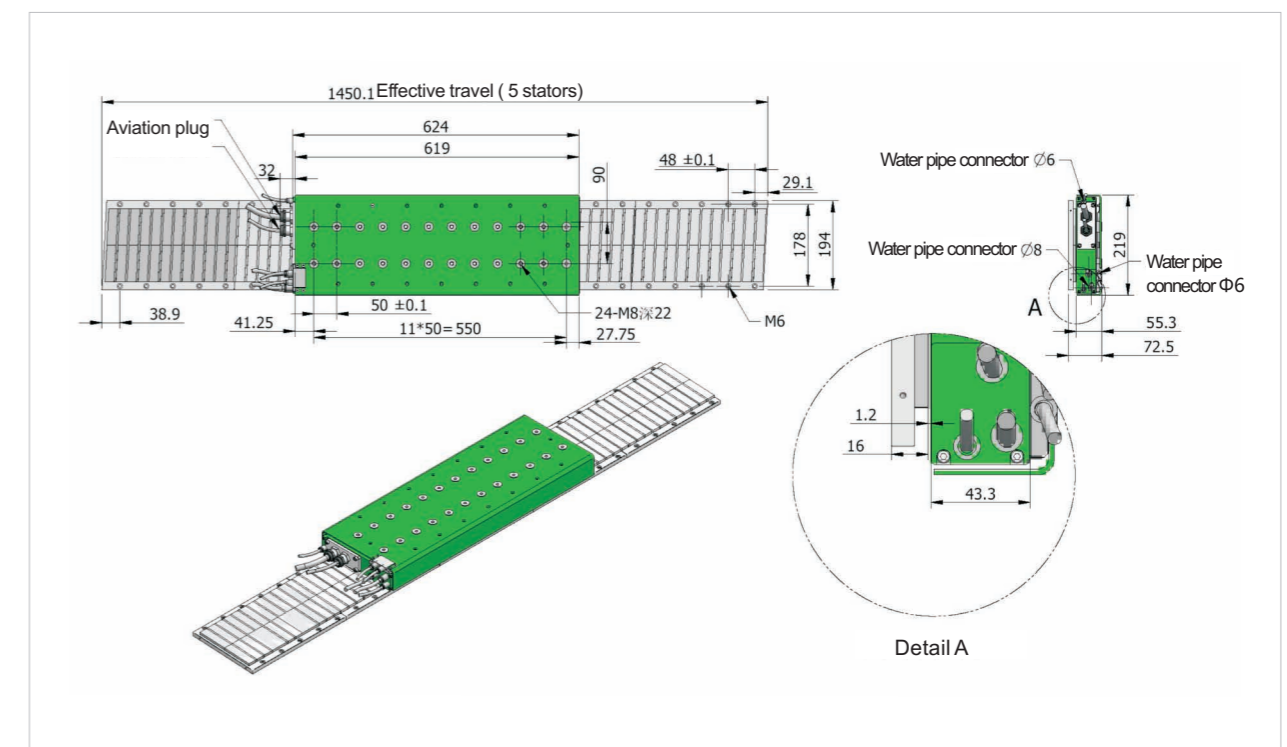 1450.1 Effective travel ( 5 stators)
Aviation plug
624
619
32
90
48 ±0.1
29.1
178
194
38.9
41.25
50 ±0.1
11*50=550
24-M8深22
27.75
M6
Water pipe connector ∅6
Water pipe connector ∅8
219
Water pipe
connector Φ6
A
55.3
72.5
1.2
16
43.3
Detail A